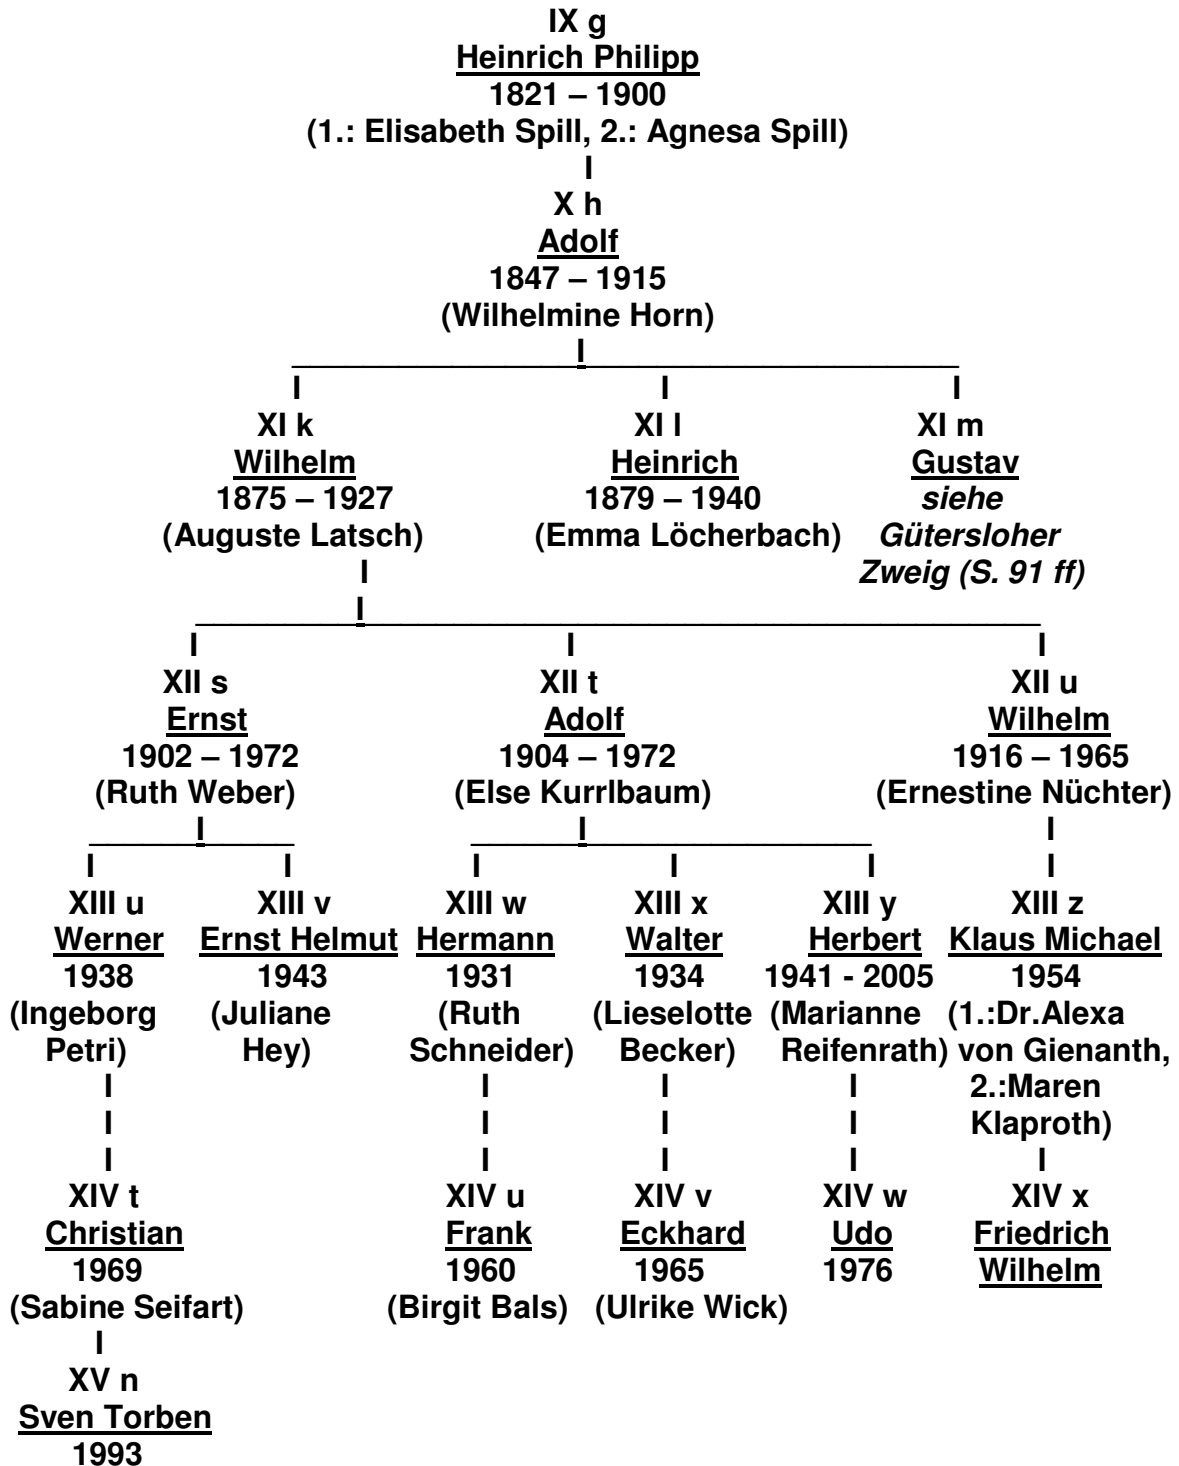 IX g
Heinrich Philipp
1821 – 1900
(1.: Elisabeth Spill, 2.: Agnesa Spill)
I
X h
Adolf
1847 – 1915
(Wilhelmine Horn)
I
I I I
XI k XI l XI m
Wilhelm Heinrich Gustav
1875 – 1927 1879 – 1940 siehe
(Auguste Latsch) (Emma Löcherbach) Gütersloher
I Zweig (S. 91 ff)
I
I I I
XII s XII t XII u
Ernst Adolf Wilhelm
1902 – 1972 1904 – 1972 1916 – 1965
(Ruth Weber) (Else Kurrlbaum) (Ernestine Nüchter)
I I I
I I I I I I
XIII u XIII v XIII w XIII x XIII y XIII z
Werner Ernst Helmut Hermann Walter Herbert Klaus Michael
1938 1943 1931 1934 1941 - 2005 1954
(Ingeborg (Juliane (Ruth (Lieselotte (Marianne (1.:Dr.Alexa
Petri) Hey) Schneider) Becker) Reifenrath) von Gienanth,
I I I I 2.:Maren
I I I I Klaproth)
I I I I I
XIV t XIV u XIV v XIV w XIV x
Christian Frank Eckhard Udo Friedrich
1969 1960 1965 1976 Wilhelm
(Sabine Seifart) (Birgit Bals) (Ulrike Wick)
I
XV n
Sven Torben
1993